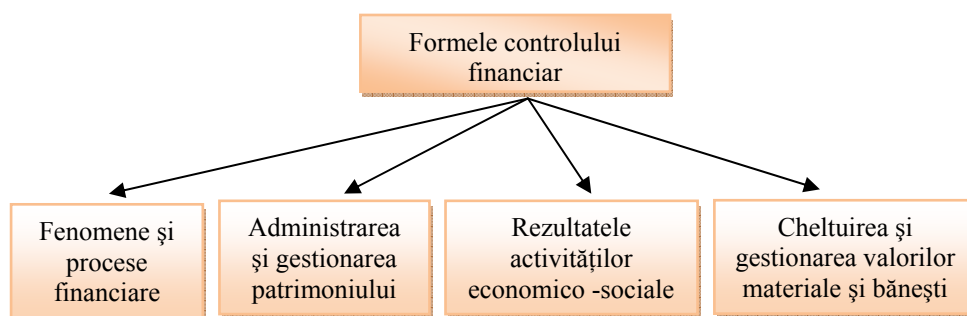 Formele controlului
financiar
Fenomene şi
procese
financiare
Administrarea
şi gestionarea
patrimoniului
Rezultatele
activităților
economico -sociale
Cheltuirea şi
gestionarea valorilor
materiale şi băneşti